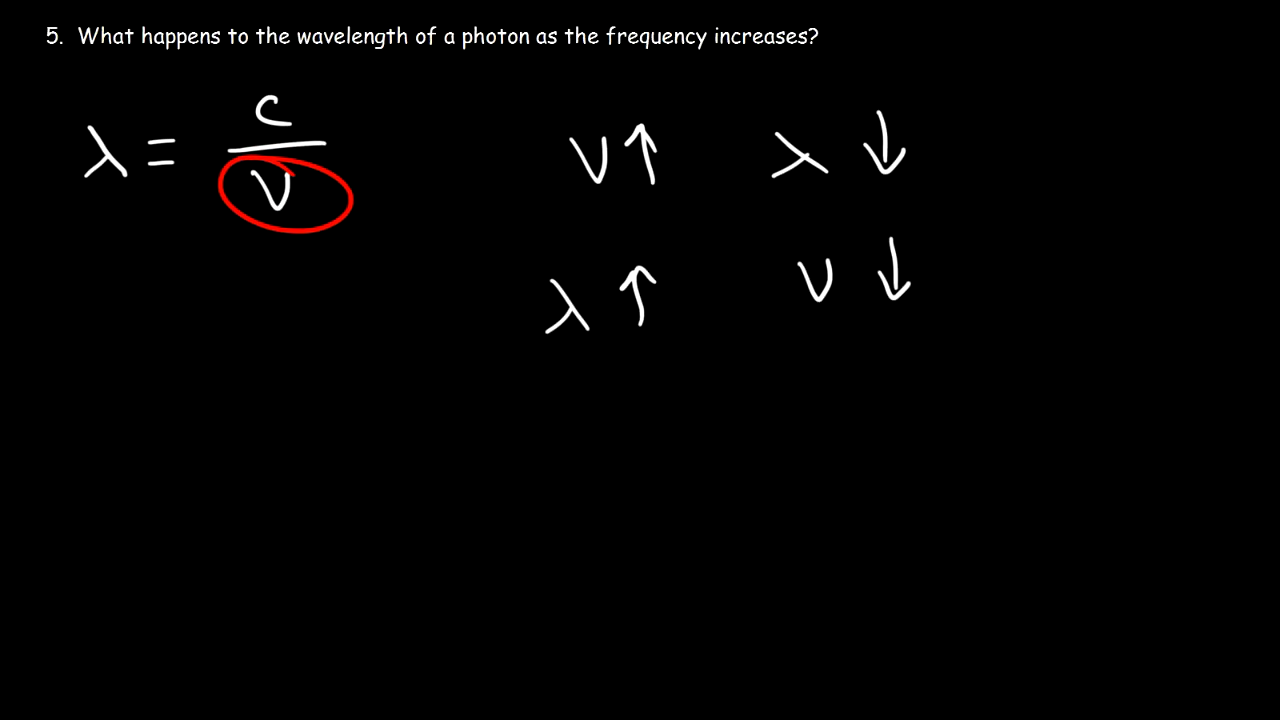 5. What happens to the wavelength of a photon as the frequency increases?
λ = c/ν
ν↑ λ↓
λ↑ ν↓